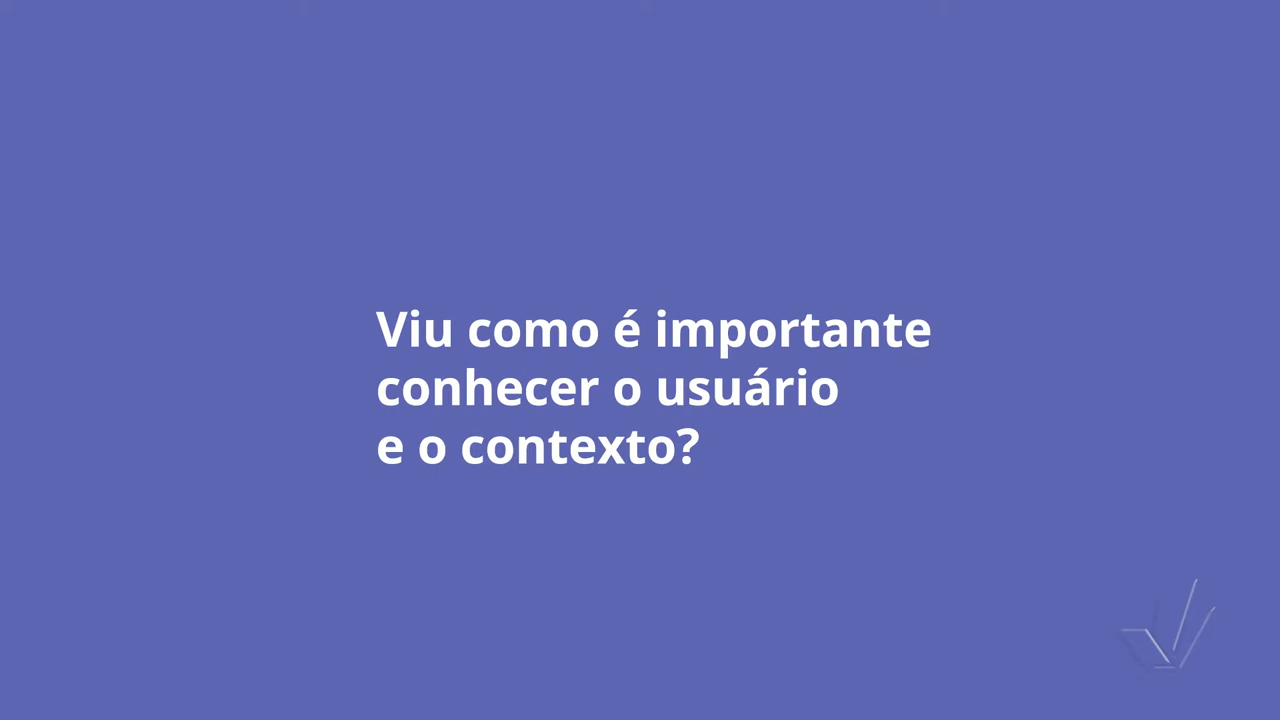 Viu como é importante
conhecer o usuário
e o contexto?